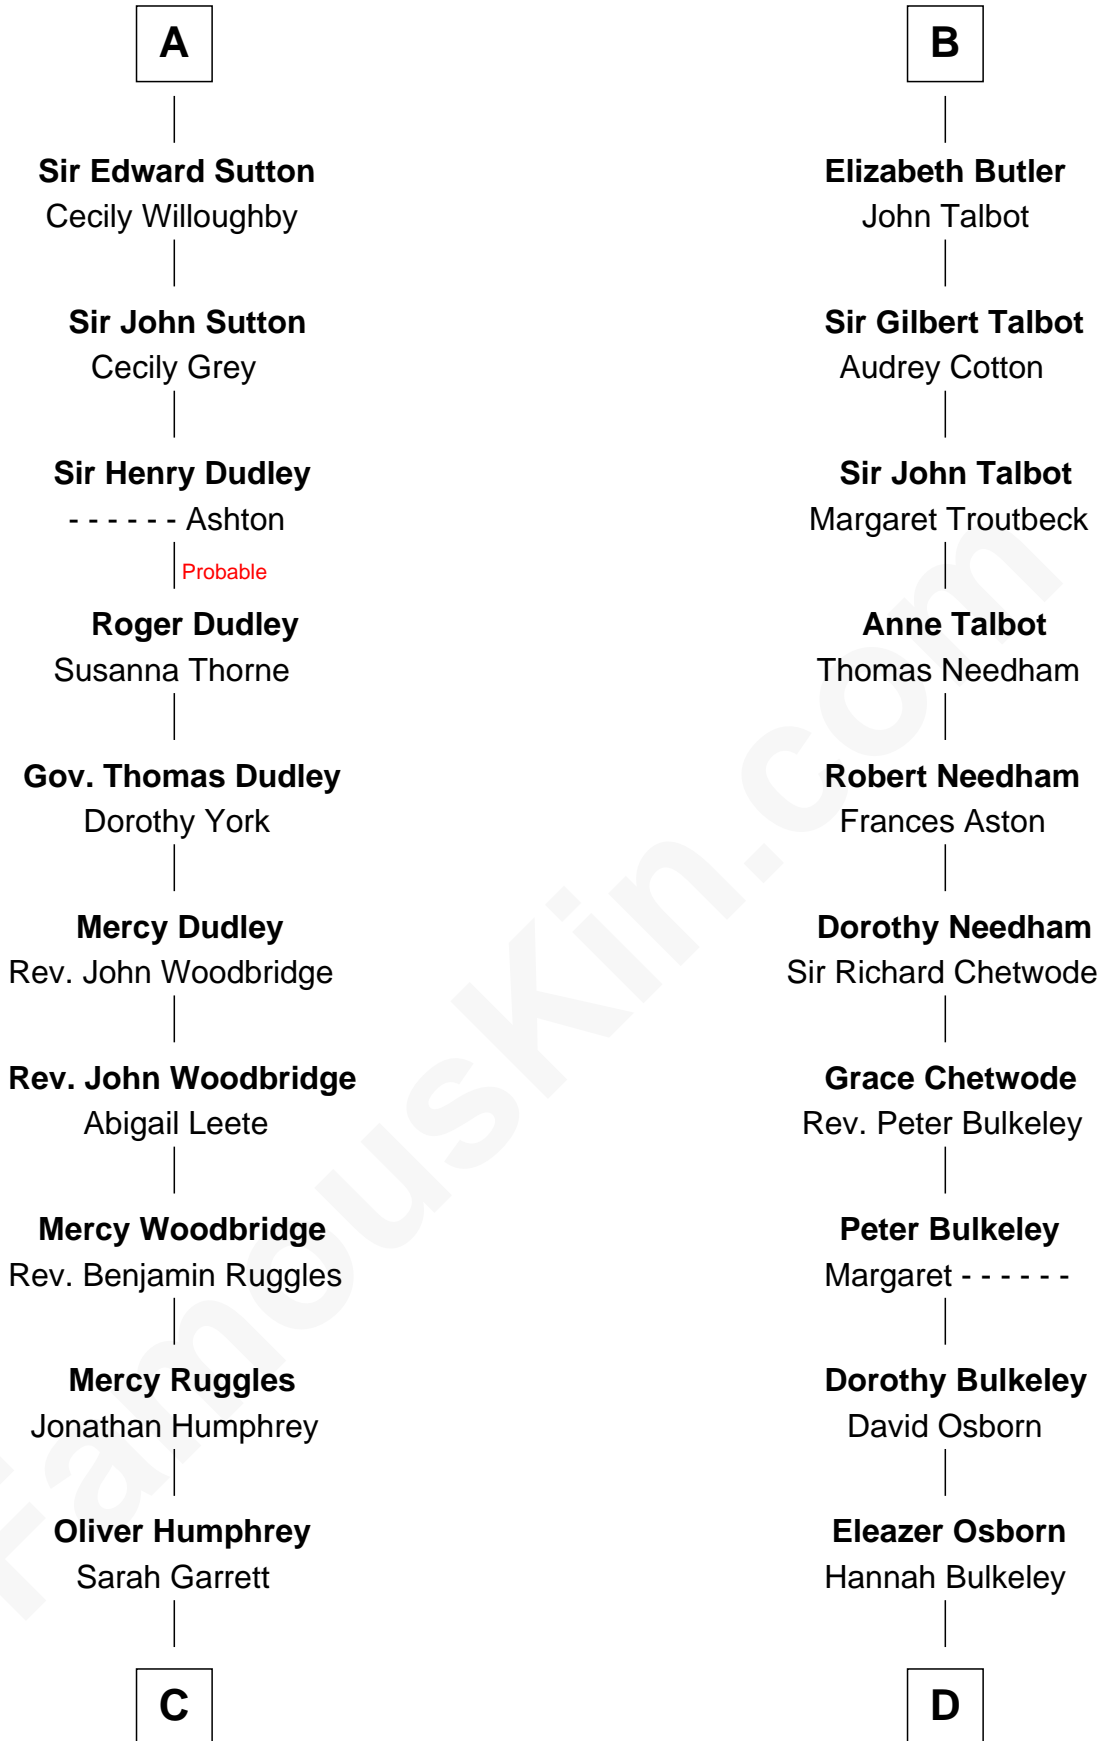 A
Sir Edward Sutton
Cecily Willoughby
Sir John Sutton
Cecily Grey
Sir Henry Dudley
- - - - - - Ashton
Probable
Roger Dudley
Susanna Thorne
Gov. Thomas Dudley
Dorothy York
Mercy Dudley
Rev. John Woodbridge
Rev. John Woodbridge
Abigail Leete
Mercy Woodbridge
Rev. Benjamin Ruggles
Mercy Ruggles
Jonathan Humphrey
Oliver Humphrey
Sarah Garrett
C
B
Elizabeth Butler
John Talbot
Sir Gilbert Talbot
Audrey Cotton
Sir John Talbot
Margaret Troutbeck
Anne Talbot
Thomas Needham
Robert Needham
Frances Aston
Dorothy Needham
Sir Richard Chetwode
Grace Chetwode
Rev. Peter Bulkeley
Peter Bulkeley
Margaret - - - - - -
Dorothy Bulkeley
David Osborn
Eleazer Osborn
Hannah Bulkeley
D
FamousKin.com